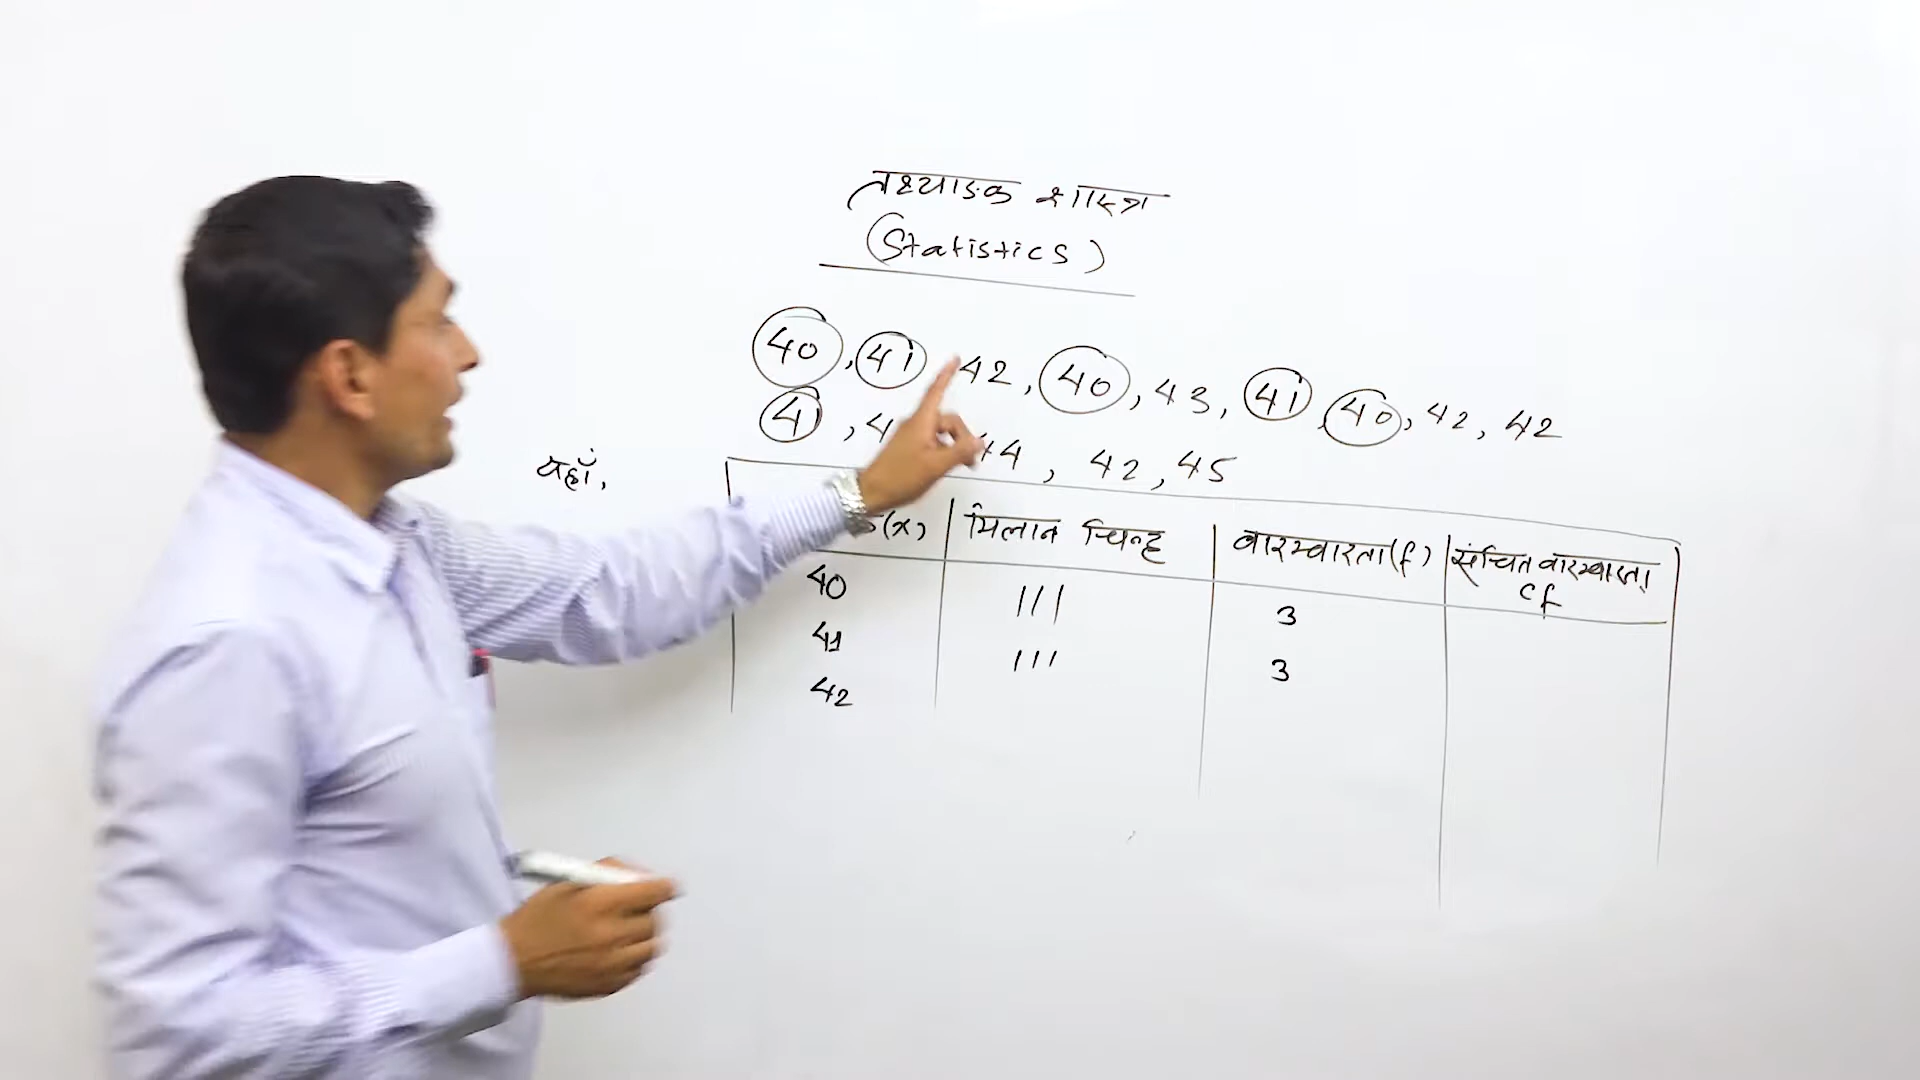 तथ्याङ्क शास्त्र
(Statistics)
40, 41 42, 40, 43, 41, 40, 42, 42
41, 44, 42, 45
यहाँ,
(x) मिलान चिन्ह वारम्वारता(f) संचित वारम्वारता
cf
40 ||| 3
41 ||| 3
42